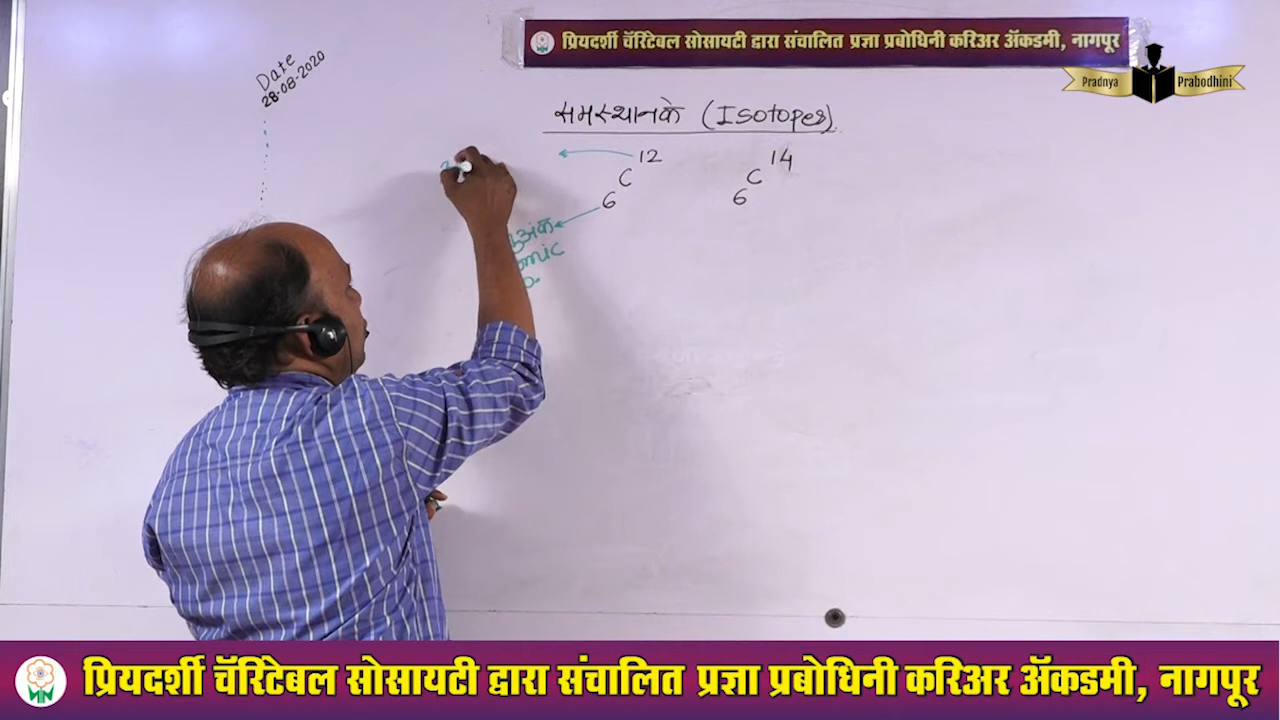 प्रियदर्शी चॅरिटेबल सोसायटी द्वारा संचालित प्रज्ञा प्रबोधिनी करिअर ॲकडमी, नागपूर
Pradnya Prabodhini
Date
28-08-2020
समस्थानके (Isotopes)
12 14
C C
6 6
प्रियदर्शी चॅरिटेबल सोसायटी द्वारा संचालित प्रज्ञा प्रबोधिनी करिअर ॲकडमी, नागपूर